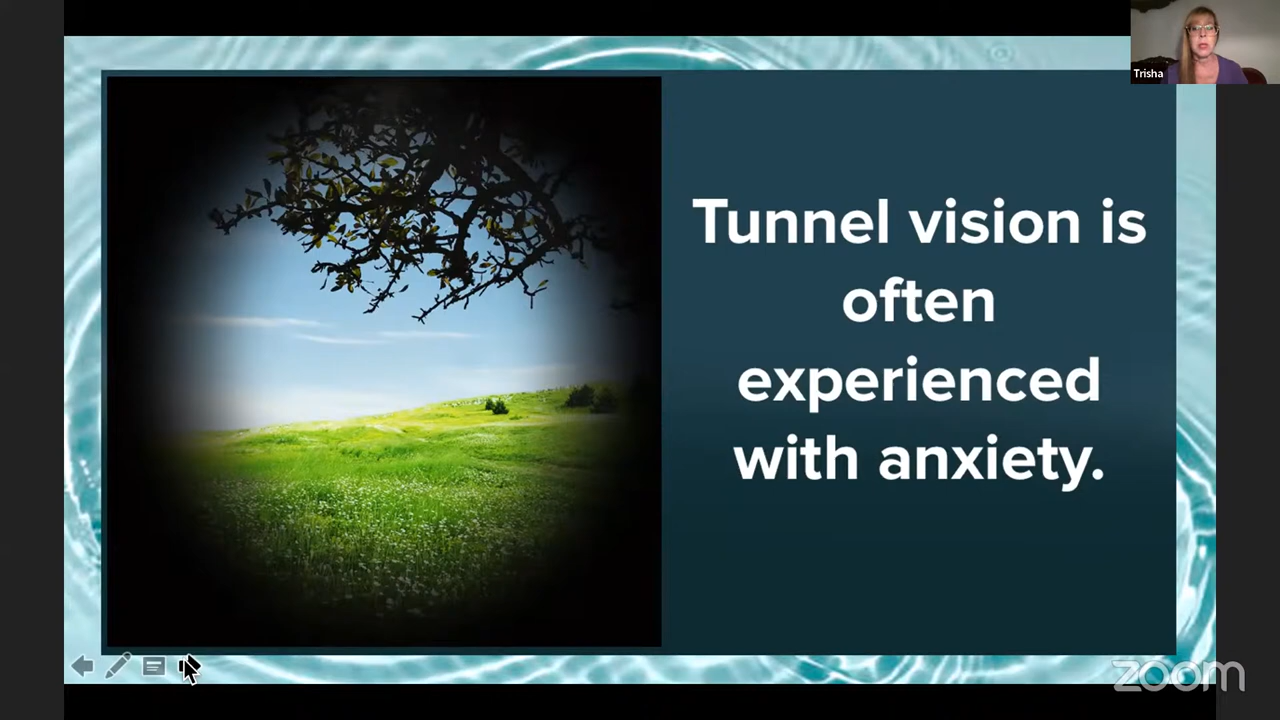 Trisha
Tunnel vision is
often
experienced
with anxiety.
zoom